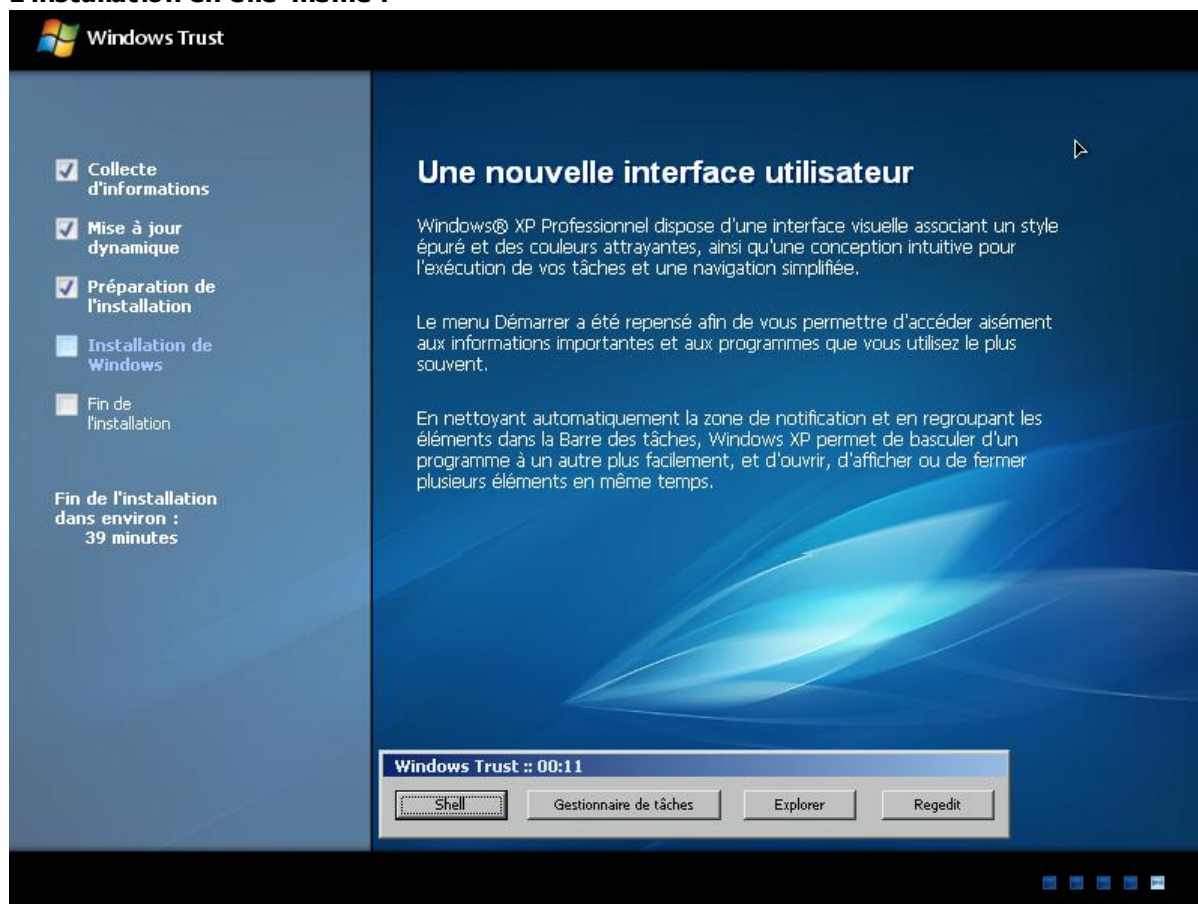 Windows Trust
Collecte
d'informations
Mise à jour
dynamique
Préparation de
l'installation
Installation de
Windows
Fin de
l'installation
Fin de l'installation
dans environ :
39 minutes
Une nouvelle interface utilisateur
Windows® XP Professionnel dispose d'une interface visuelle associant un style
épuré et des couleurs attrayantes, ainsi qu'une conception intuitive pour
l'exécution de vos tâches et une navigation simplifiée.
Le menu Démarrer a été repensé afin de vous permettre d'accéder aisément
aux informations importantes et aux programmes que vous utilisez le plus
souvent.
En nettoyant automatiquement la zone de notification et en regroupant les
éléments dans la Barre des tâches, Windows XP permet de basculer d'un
programme à un autre plus facilement, et d'ouvrir, d'afficher ou de fermer
plusieurs éléments en même temps.
Windows Trust :: 00:11
Shell
Gestionnaire de tâches
Explorer
Regedit